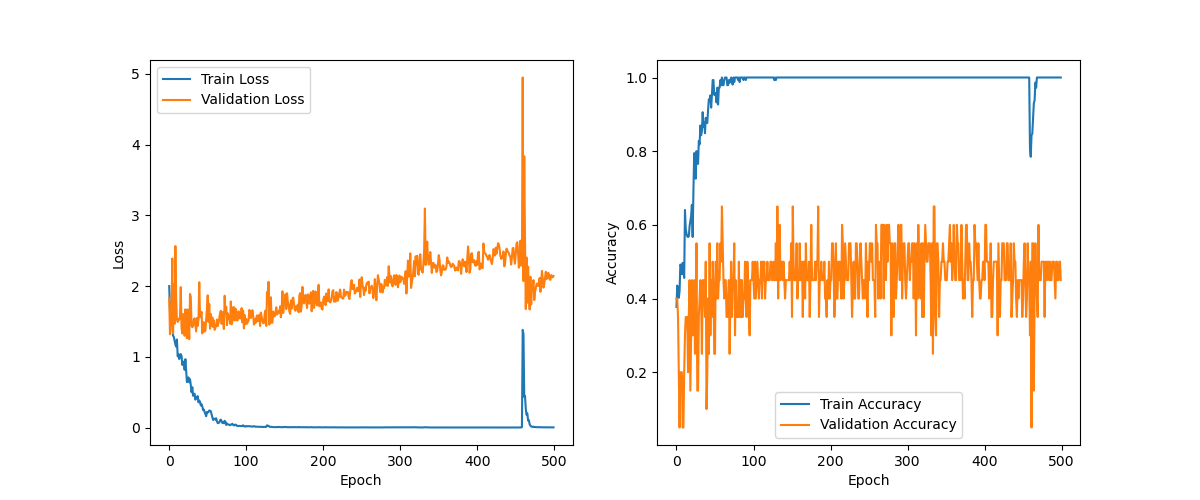 Train Loss
Validation Loss
5
4
3
2
1
0
Loss
0 100 200 300 400 500
Epoch
1.0
0.8
0.6
0.4
0.2
Accuracy
Train Accuracy
Validation Accuracy
0 100 200 300 400 500
Epoch